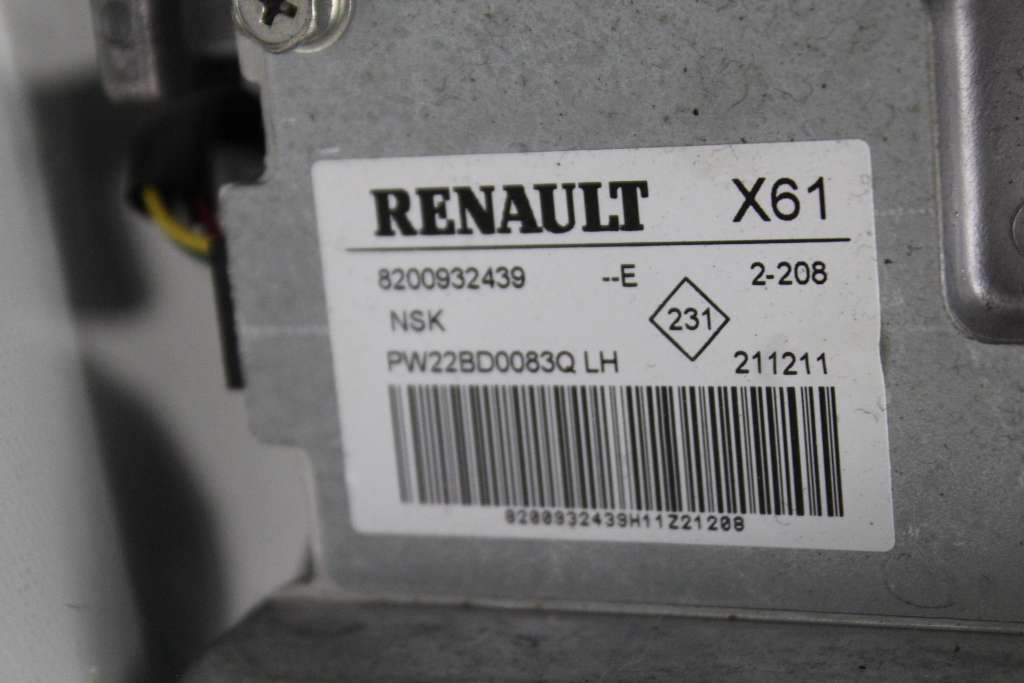 RENAULT X61
8200932439 --E 2-208
NSK 231
PW22BD0083Q LH 211211
8200932439H11Z21208